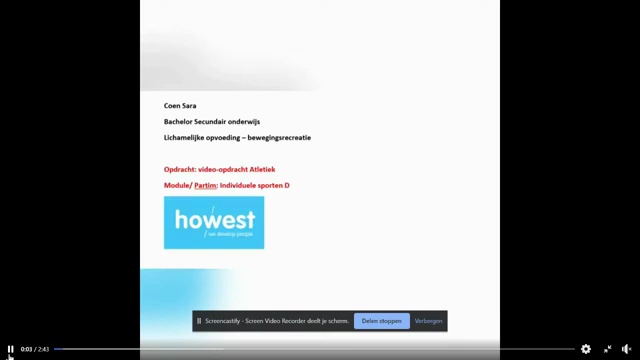 Coen Sara
Bachelor Secundair onderwijs
Lichamelijke opvoeding – bewegingsrecreatie
Opdracht: video-opdracht Atletiek
Module/ Partim: Individuele sporten D
howest
we develop people
Screencastify - Screen Video Recorder deelt je scherm. Delen stoppen Verbergen
0:03 / 2:43